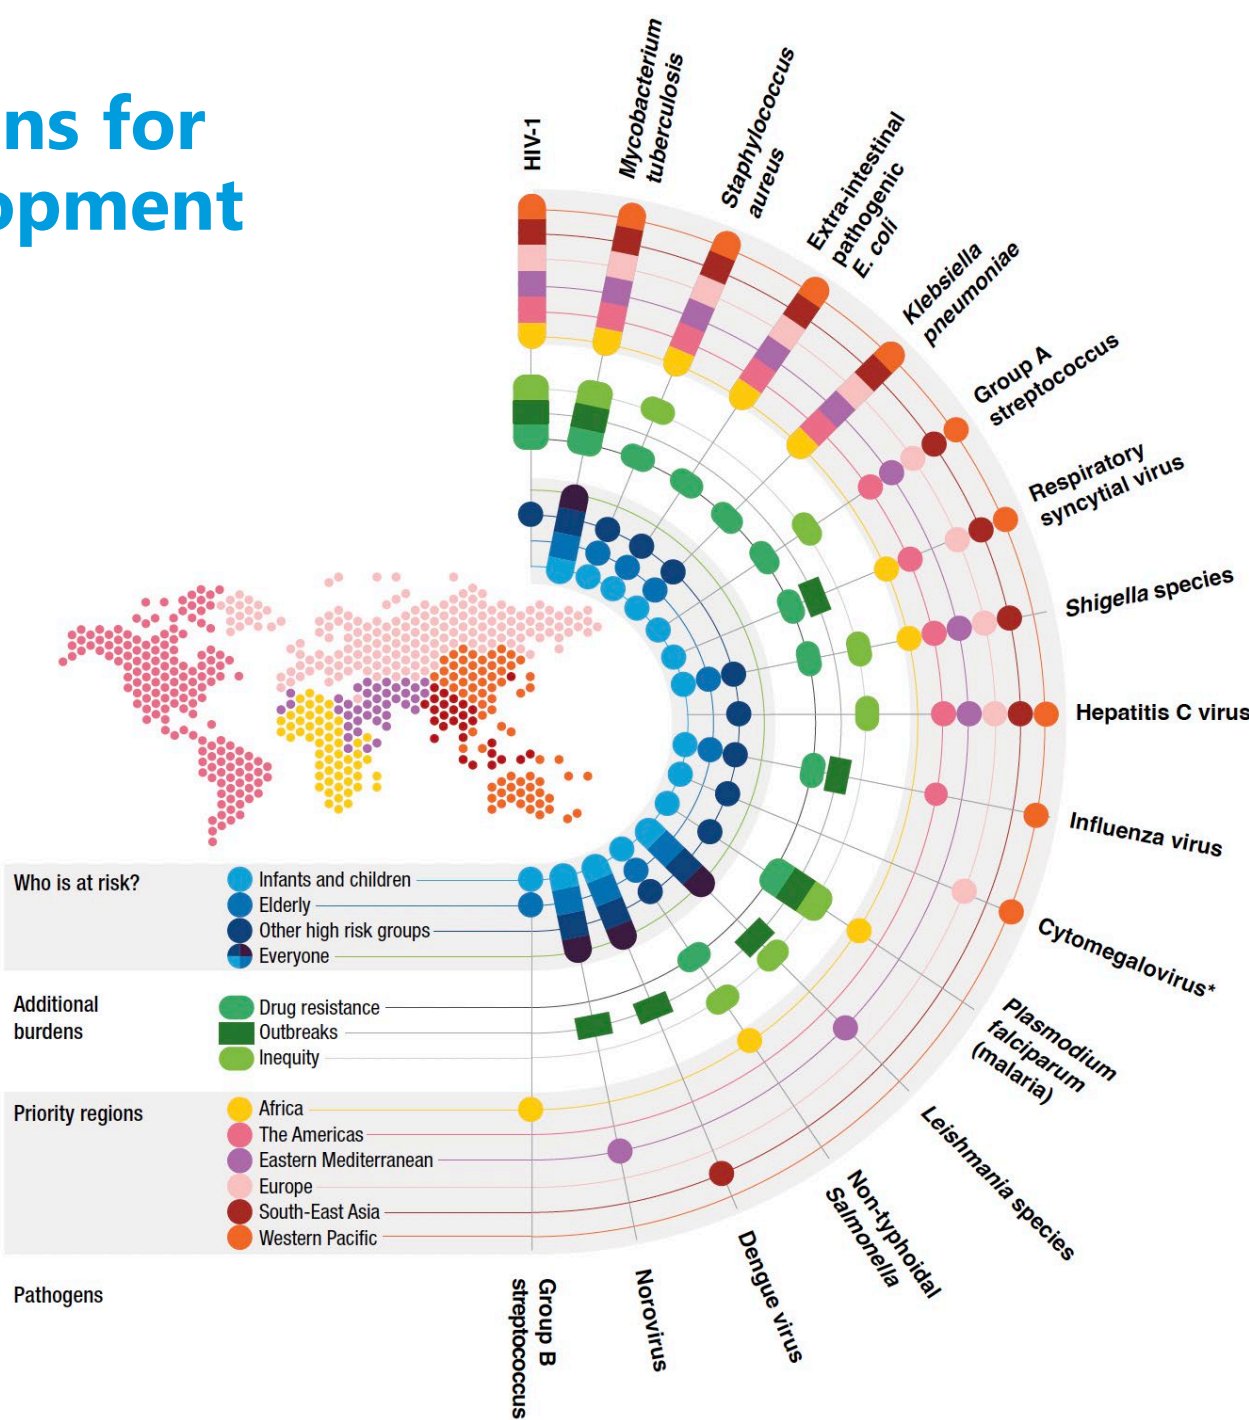 ns for
opment
HIV-1
Mycobacterium
tuberculosis
Staphylococcus
aureus
Extra-intestinal
pathogenic
E. coli
Klebsiella
pneumoniae
Group A
streptococcus
Respiratory
syncytial virus
Shigella species
Hepatitis C virus
Influenza virus
Cytomegalovirus*
Plasmodium
falciparum
(malaria)
Leishmania species
Non-typhoidal
Salmonella
Dengue virus
Norovirus
Group B
streptococcus
Who is at risk?
Infants and children
Elderly
Other high risk groups
Everyone
Additional
burdens
Drug resistance
Outbreaks
Inequity
Priority regions
Africa
The Americas
Eastern Mediterranean
Europe
South-East Asia
Western Pacific
Pathogens